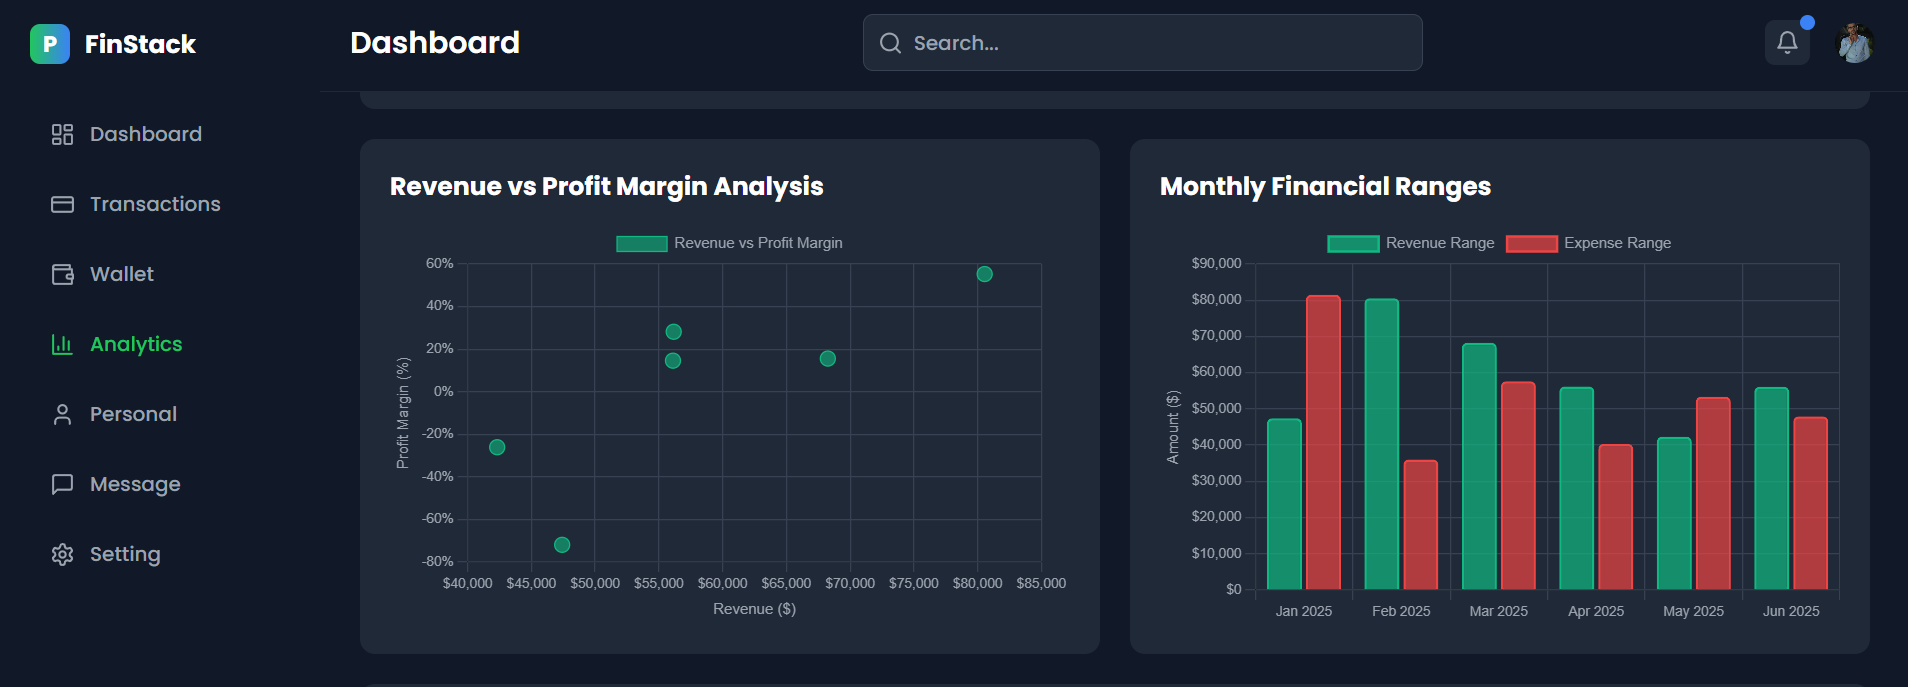 P FinStack
Dashboard
Search...
Dashboard
Transactions
Wallet
Analytics
Personal
Message
Setting
Revenue vs Profit Margin Analysis
Revenue vs Profit Margin
60%
40%
20%
0%
-20%
-40%
-60%
-80%
Profit Margin (%)
$40,000 $45,000 $50,000 $55,000 $60,000 $65,000 $70,000 $75,000 $80,000 $85,000
Revenue ($)
Monthly Financial Ranges
Revenue Range Expense Range
$90,000
$80,000
$70,000
$60,000
$50,000
$40,000
$30,000
$20,000
$10,000
$0
Amount ($)
Jan 2025 Feb 2025 Mar 2025 Apr 2025 May 2025 Jun 2025